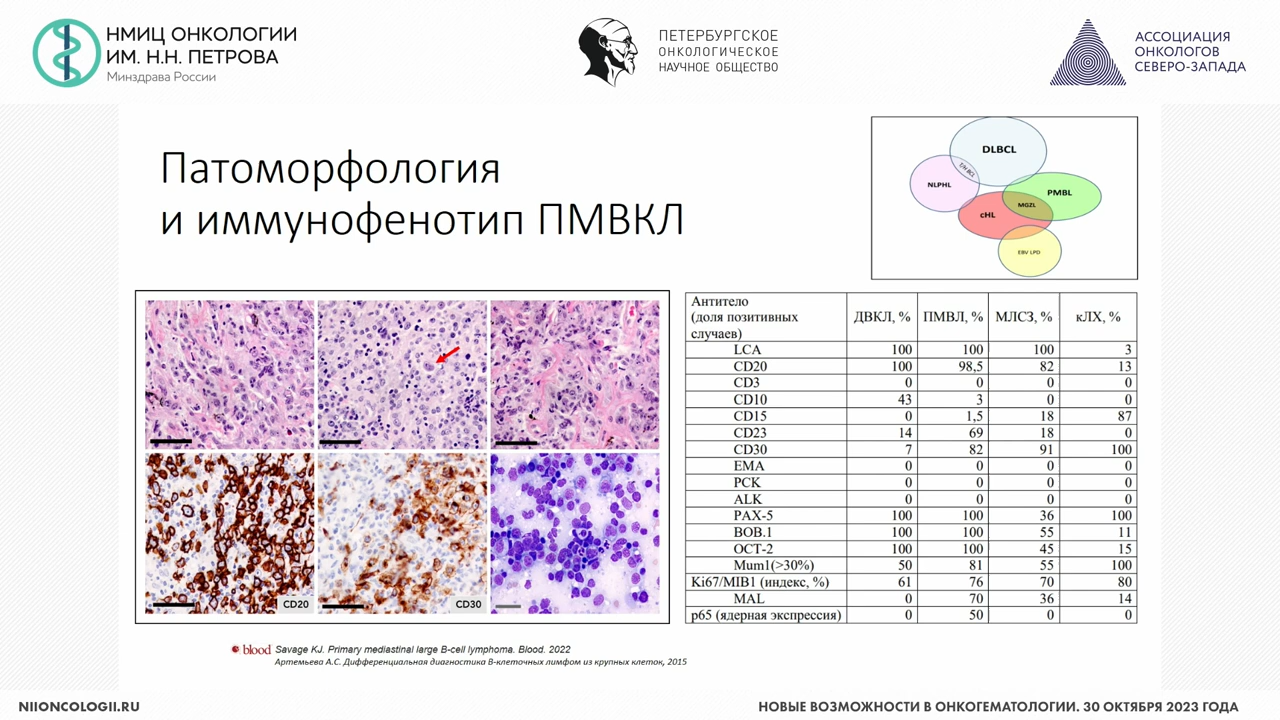 НМИЦ ОНКОЛОГИИ
ИМ. Н.Н. ПЕТРОВА
Минздрава России
ПЕТЕРБУРГСКОЕ
ОНКОЛОГИЧЕСКОЕ
НАУЧНОЕ ОБЩЕСТВО
АССОЦИАЦИЯ
ОНКОЛОГОВ
СЕВЕРО-ЗАПАДА
Патоморфология
и иммунофенотип ПМВКЛ
DLBCL
NLPHL
PMBL
MGZL
cHL
EBV LPD
CD20
CD30
Антитело
(доля позитивных
случаев) ДВКЛ, % ПМВЛ, % МЛСЗ, % кЛХ, %
LCA 100 100 100 3
CD20 100 98,5 82 13
CD3 0 0 0 0
CD10 43 3 0 0
CD15 0 1,5 18 87
CD23 14 69 18 0
CD30 7 82 91 100
EMA 0 0 0 0
PCK 0 0 0 0
ALK 0 0 0 0
PAX-5 100 100 36 100
BOB.1 100 100 55 11
OCT-2 100 100 45 15
Mum1(>30%) 50 81 55 100
Ki67/MIB1 (индекс, %) 61 76 70 80
MAL 0 70 36 14
p65 (ядерная экспрессия) 0 50 0 0
blood Savage KJ. Primary mediastinal large B-cell lymphoma. Blood. 2022
Артемьева А.С. Дифференциальная диагностика В-клеточных лимфом из крупных клеток, 2015
NIIONCOLOGII.RU
НОВЫЕ ВОЗМОЖНОСТИ В ОНКОГЕМАТОЛОГИИ. 30 ОКТЯБРЯ 2023 ГОДА